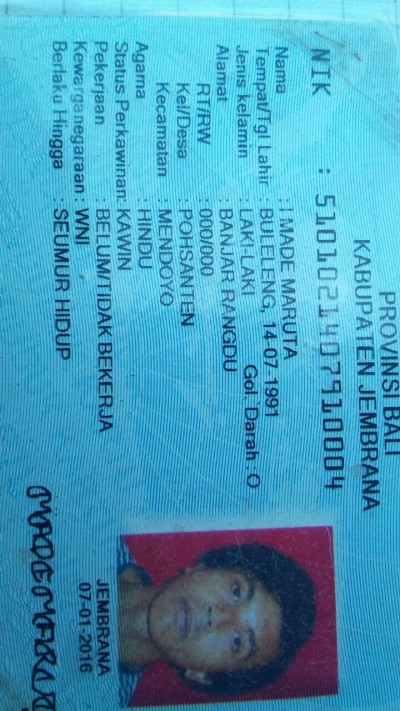 PROVINSI BALI
KABUPATEN JEMBRANA
NIK : 5101021407910004
Nama : I MADE MARUTA
Tempat/Tgl Lahir : BULELENG, 14-07-1991
Jenis kelamin : LAKI-LAKI Gol. Darah : O
Alamat : BANJAR RANGDU
RT/RW : 000/000
Kel/Desa : POHSANTEN
Kecamatan : MENDOYO
Agama : HINDU
Status Perkawinan: KAWIN
Pekerjaan : BELUM/TIDAK BEKERJA
Kewarganegaraan : WNI
Berlaku Hingga : SEUMUR HIDUP
JEMBRANA
07-01-2016